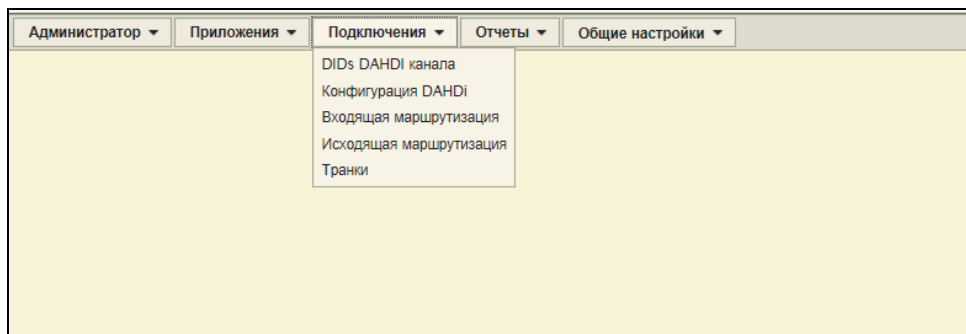 Администратор Приложения Подключения Отчеты Общие настройки
DIDs DAHDI канала
Конфигурация DAHDi
Входящая маршрутизация
Исходящая маршрутизация
Транки